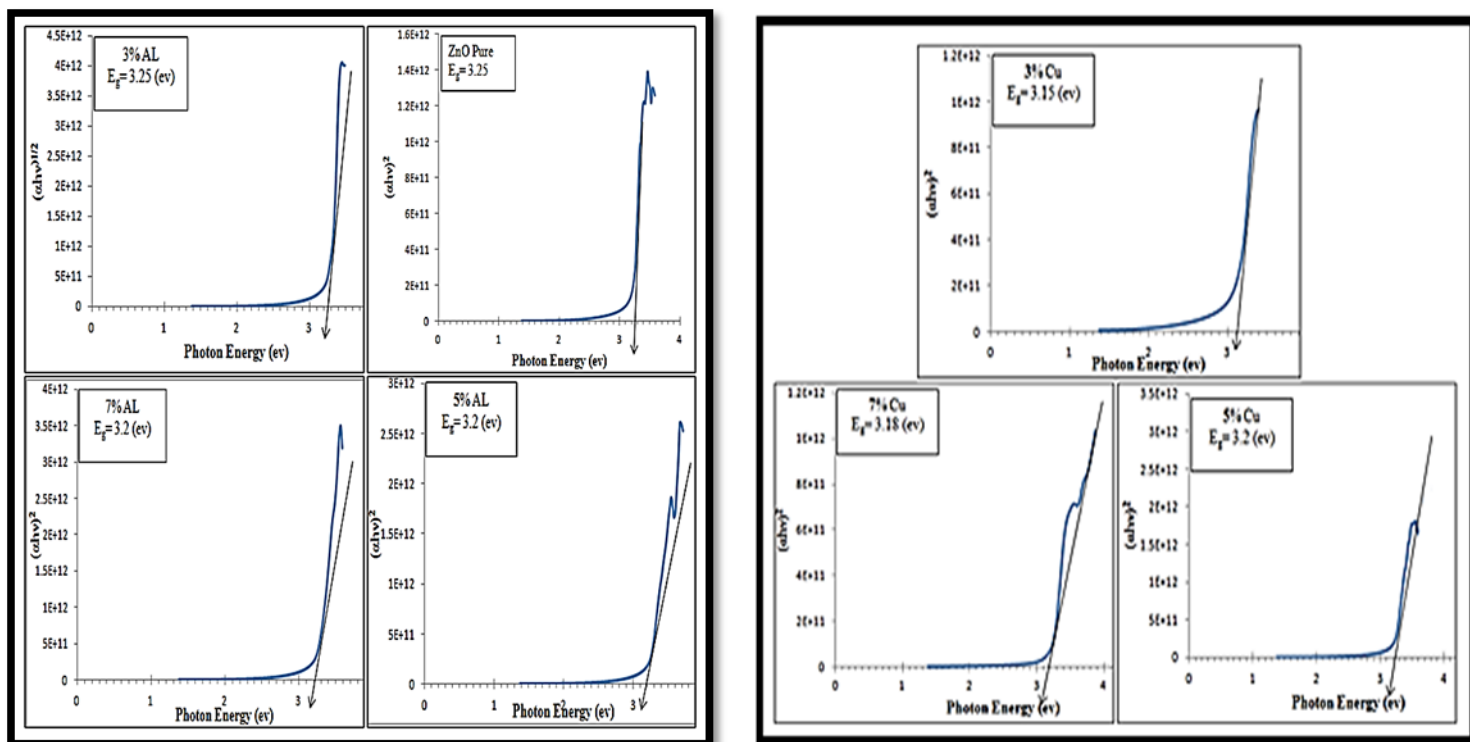 3% AL
E_g= 3.25 (ev)
4.5E+12
4E+12
3.5E+12
3E+12
2.5E+12
2E+12
1.5E+12
1E+12
5E+11
0
(αhν)^1/2
0 1 2 3
Photon Energy (ev)
ZnO Pure
E_g= 3.25
1.6E+12
1.4E+12
1.2E+12
1E+12
8E+11
6E+11
4E+11
2E+11
0
(αhν)²
0 1 2 3 4
Photon Energy (ev)
7% AL
E_g= 3.2 (ev)
4E+12
3.5E+12
3E+12
2.5E+12
2E+12
1.5E+12
1E+12
5E+11
0
(αhν)²
0 1 2 3
Photon Energy (ev)
5% AL
E_g= 3.2 (ev)
3E+12
2.5E+12
2E+12
1.5E+12
1E+12
5E+11
0
(αhν)²
0 1 2 3
Photon Energy (ev)
3% Cu
E_g= 3.15 (ev)
1.2E+12
1E+12
8E+11
6E+11
4E+11
2E+11
0
(αhν)²
0 1 2 3
Photon Energy (ev)
7% Cu
E_g= 3.18 (ev)
1.2E+12
1E+12
8E+11
6E+11
4E+11
2E+11
0
(αhν)²
0 1 2 3 4
Photon Energy (ev)
5% Cu
E_g= 3.2 (ev)
3.5E+12
3E+12
2.5E+12
2E+12
1.5E+12
1E+12
5E+11
0
(αhν)²
0 1 2 3 4
Photon Energy (ev)